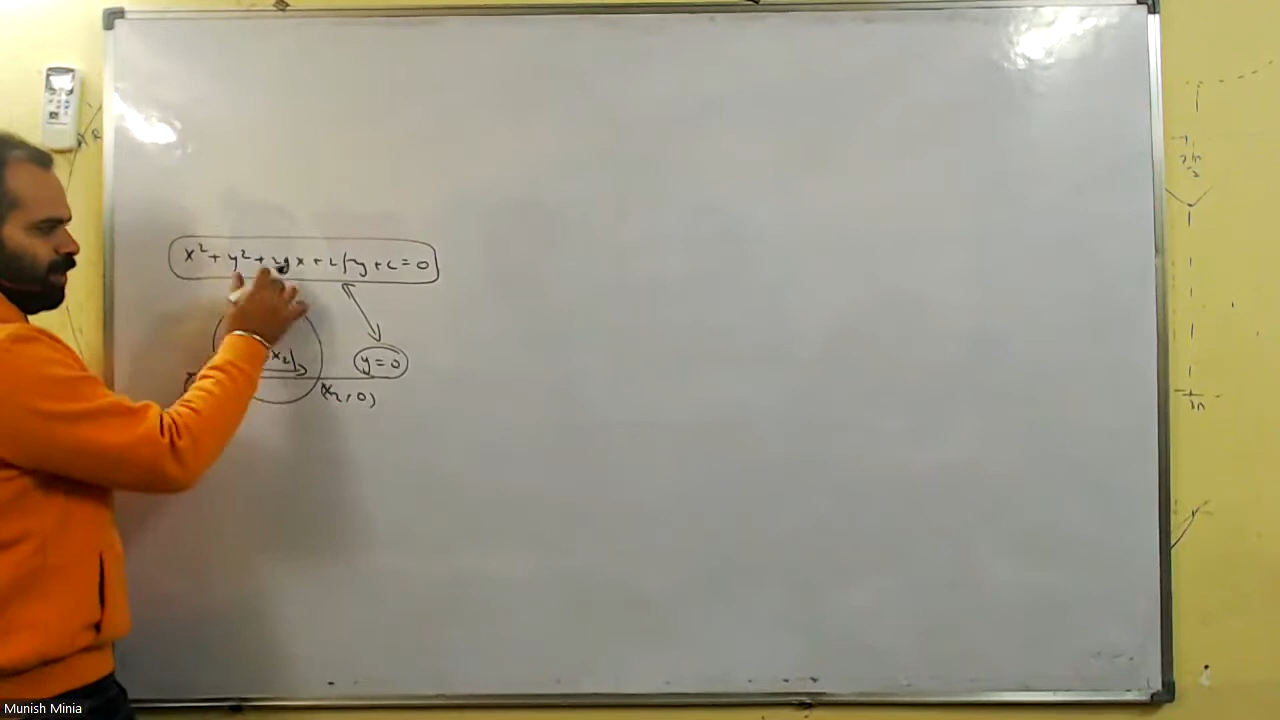 x² + y² + 2gx + 2fy + c = 0
x₂|
y = 0
(x₂, 0)
Munish Minia